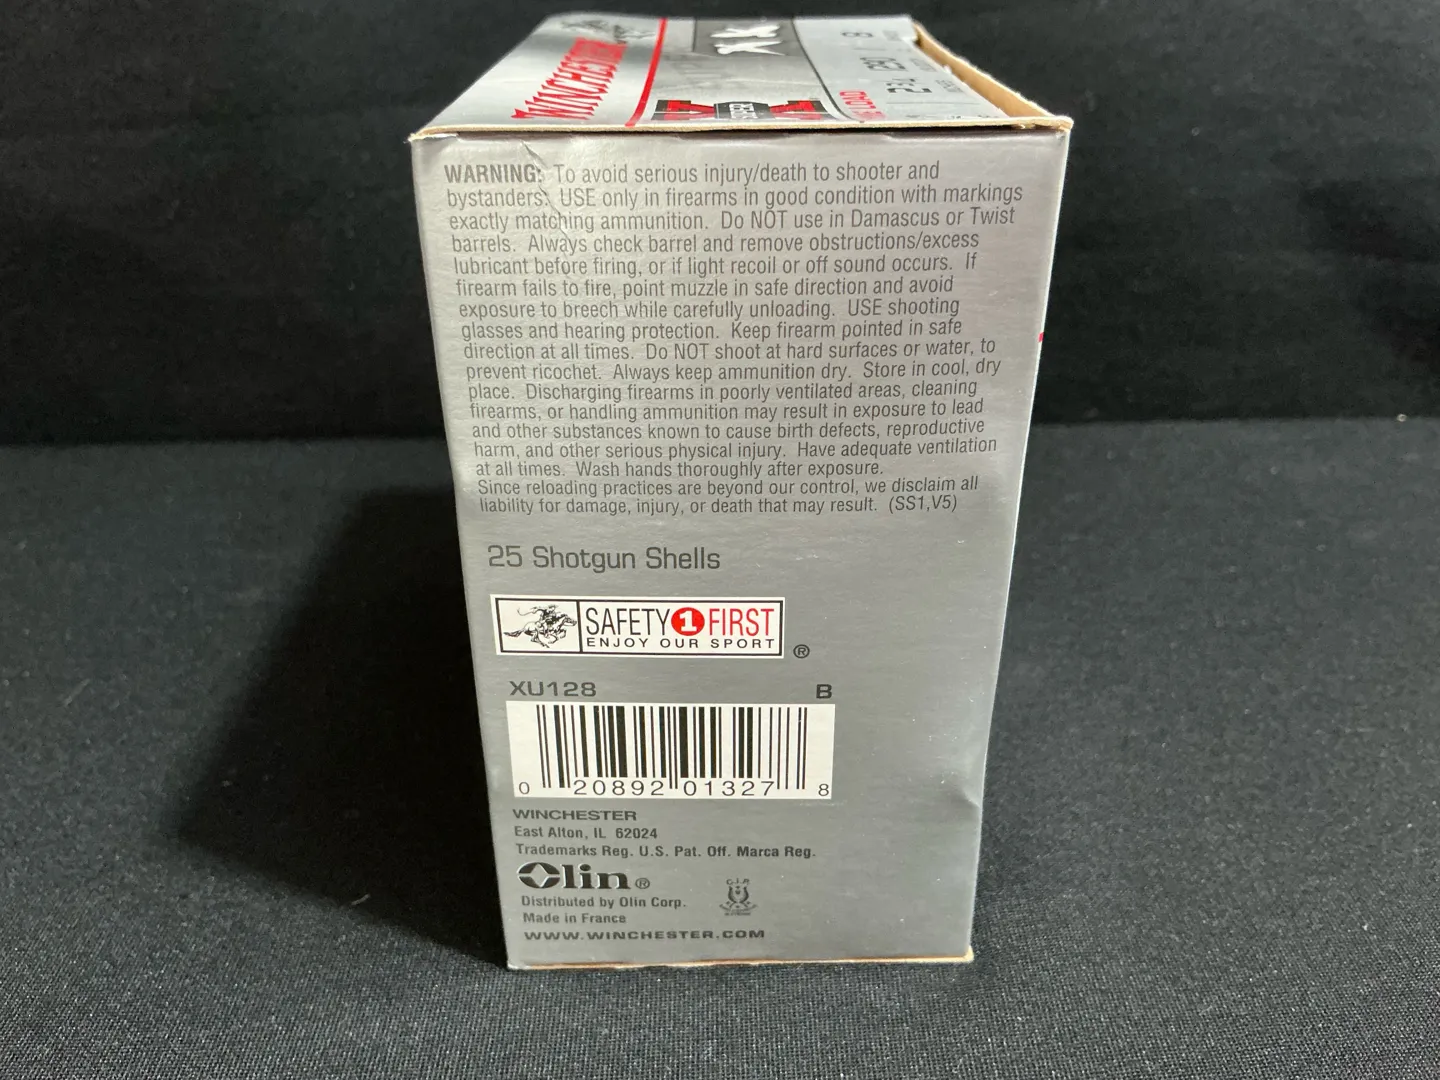 WINCHESTER
8
1290
2¾
WARNING: To avoid serious injury/death to shooter and
bystanders: USE only in firearms in good condition with markings
exactly matching ammunition. Do NOT use in Damascus or Twist
barrels. Always check barrel and remove obstructions/excess
lubricant before firing, or if light recoil or off sound occurs. If
firearm fails to fire, point muzzle in safe direction and avoid
exposure to breech while carefully unloading. USE shooting
glasses and hearing protection. Keep firearm pointed in safe
direction at all times. Do NOT shoot at hard surfaces or water, to
prevent ricochet. Always keep ammunition dry. Store in cool, dry
place. Discharging firearms in poorly ventilated areas, cleaning
firearms, or handling ammunition may result in exposure to lead
and other substances known to cause birth defects, reproductive
harm, and other serious physical injury. Have adequate ventilation
at all times. Wash hands thoroughly after exposure.
Since reloading practices are beyond our control, we disclaim all
liability for damage, injury, or death that may result. (SS1,V5)
25 Shotgun Shells
SAFETY 1 FIRST
ENJOY OUR SPORT ®
XU128 B
0 20892 01327 8
WINCHESTER
East Alton, IL 62024
Trademarks Reg. U.S. Pat. Off. Marca Reg.
Olin®
Distributed by Olin Corp.
Made in France
WWW.WINCHESTER.COM
C.I.P.